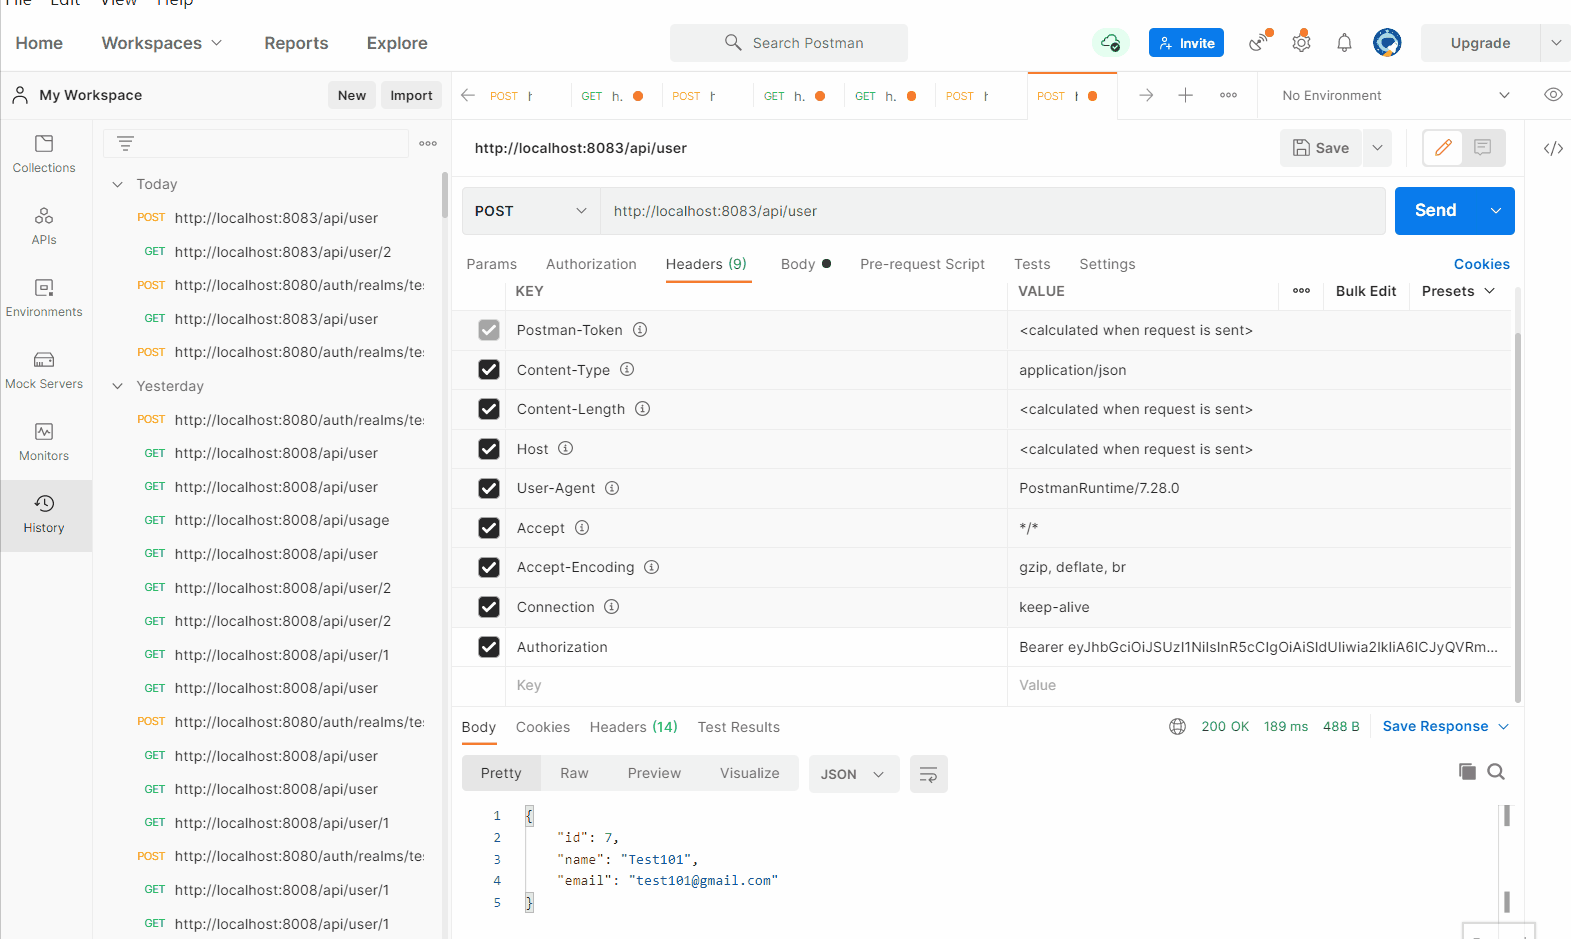 File Edit View Help
Home Workspaces Reports Explore Search Postman Invite Upgrade
My Workspace New Import
POST GET h. POST GET h. GET h. POST POST No Environment
Collections
APIs
Environments
Mock Servers
Monitors
History
Today
POST http://localhost:8083/api/user
GET http://localhost:8083/api/user/2
POST http://localhost:8080/auth/realms/te
GET http://localhost:8083/api/user
POST http://localhost:8080/auth/realms/te
Yesterday
POST http://localhost:8080/auth/realms/te
GET http://localhost:8008/api/user
GET http://localhost:8008/api/user
GET http://localhost:8008/api/usage
GET http://localhost:8008/api/user
GET http://localhost:8008/api/user/2
GET http://localhost:8008/api/user/2
GET http://localhost:8008/api/user/1
GET http://localhost:8008/api/user
POST http://localhost:8080/auth/realms/te
GET http://localhost:8008/api/user
GET http://localhost:8008/api/user
GET http://localhost:8008/api/user/1
POST http://localhost:8080/auth/realms/te
GET http://localhost:8008/api/user/1
GET http://localhost:8008/api/user/1
http://localhost:8083/api/user Save
POST http://localhost:8083/api/user Send
Params Authorization Headers (9) Body Pre-request Script Tests Settings Cookies
KEY VALUE Bulk Edit Presets
Postman-Token <calculated when request is sent>
Content-Type application/json
Content-Length <calculated when request is sent>
Host <calculated when request is sent>
User-Agent PostmanRuntime/7.28.0
Accept */*
Accept-Encoding gzip, deflate, br
Connection keep-alive
Authorization Bearer eyJhbGciOiJSUzI1NiIsInR5cCIgOiAiSldUIiwia2lkIiA6ICJyQVRm...
Key Value
Body Cookies Headers (14) Test Results 200 OK 189 ms 488 B Save Response
Pretty Raw Preview Visualize JSON
1 {
2 "id": 7,
3 "name": "Test101",
4 "email": "test101@gmail.com"
5 }